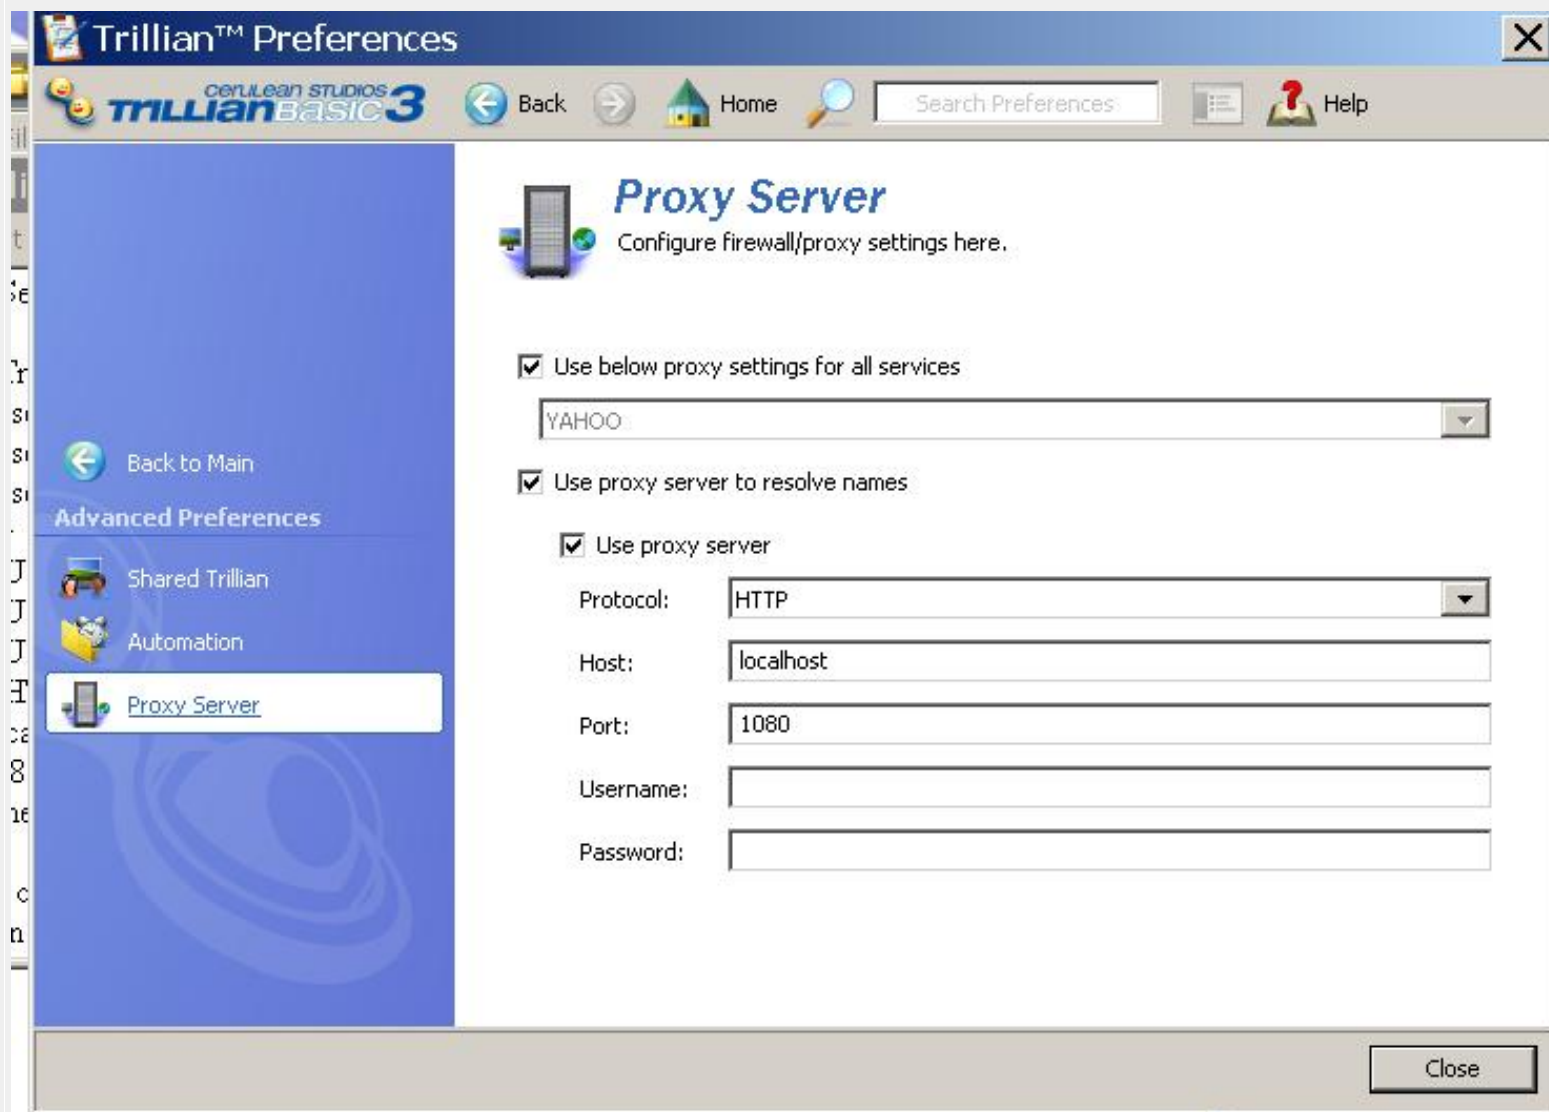 Trillian™ Preferences
CERULEAN STUDIOS
TRILLIAN BASIC 3
Back
Home
Search Preferences
Help
Proxy Server
Configure firewall/proxy settings here.
Use below proxy settings for all services
YAHOO
Back to Main
Use proxy server to resolve names
Advanced Preferences
Use proxy server
Shared Trillian
Protocol: HTTP
Automation
Host: localhost
Proxy Server
Port: 1080
Username:
Password:
Close